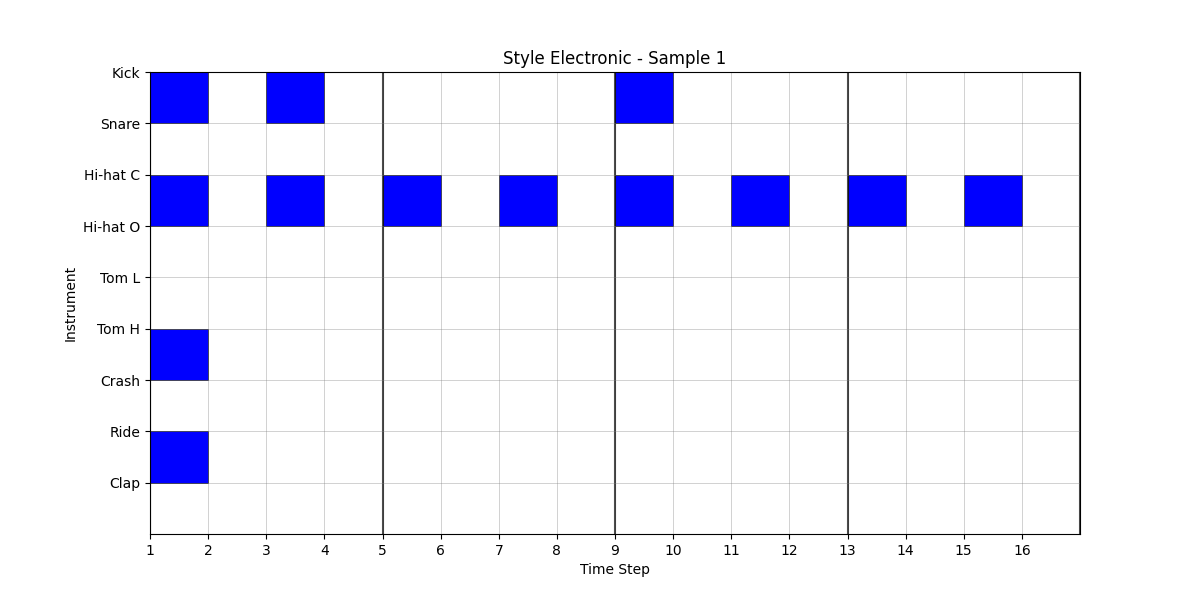 Style Electronic - Sample 1
Kick
Snare
Hi-hat C
Hi-hat O
Tom L
Tom H
Crash
Ride
Clap
Instrument
1 2 3 4 5 6 7 8 9 10 11 12 13 14 15 16
Time Step